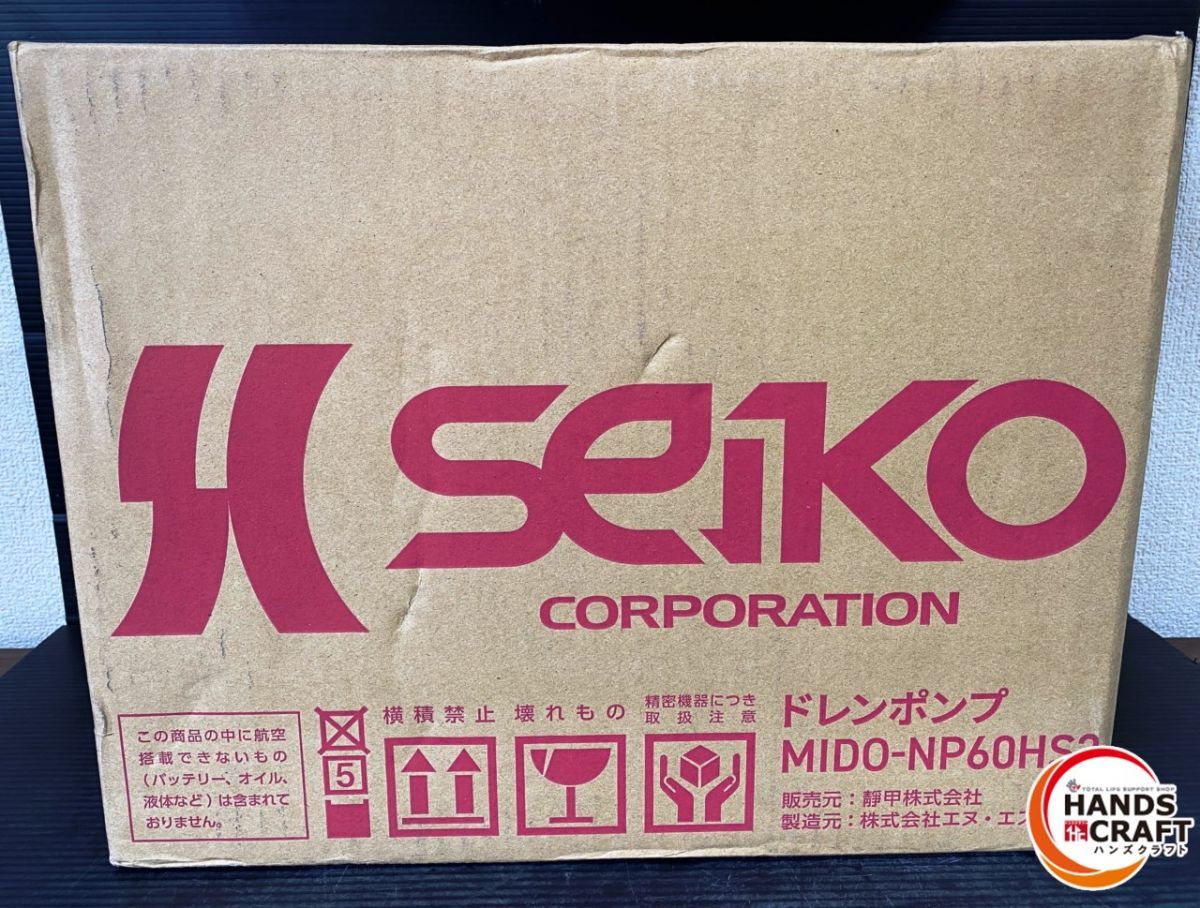 SEIKO
CORPORATION
この商品の中に航空
搭載できないもの
(バッテリー、オイル、
液体など)は含まれて
おりません。
5
横積禁止
壊れもの
精密機器につき
取扱注意
ドレンポンプ
MIDO-NP60HS
販売元:靜甲株式会社
製造元:株式会社エヌ・エ
TOTAL LIFE SUPPORT SHOP
HANDS
CRAFT
ハンズクラフト